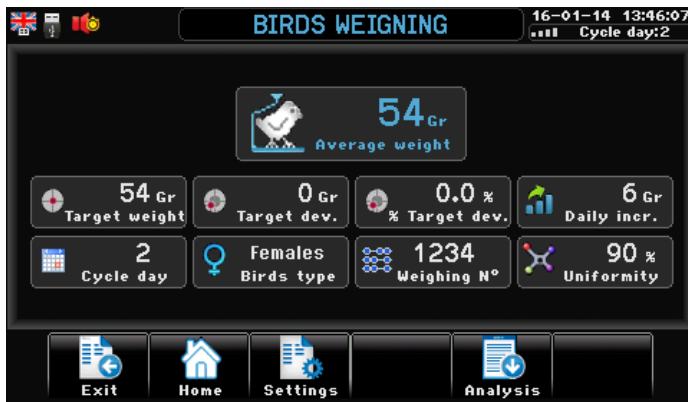 BIRDS WEIGNING
16-01-14 13:46:07
Cycle day:2
54 Gr
Average weight
54 Gr
Target weight
0 Gr
Target dev.
0.0 %
% Target dev.
6 Gr
Daily incr.
2
Cycle day
Females
Birds type
1234
Weighing Nº
90 %
Uniformity
Exit
Home
Settings
Analysis